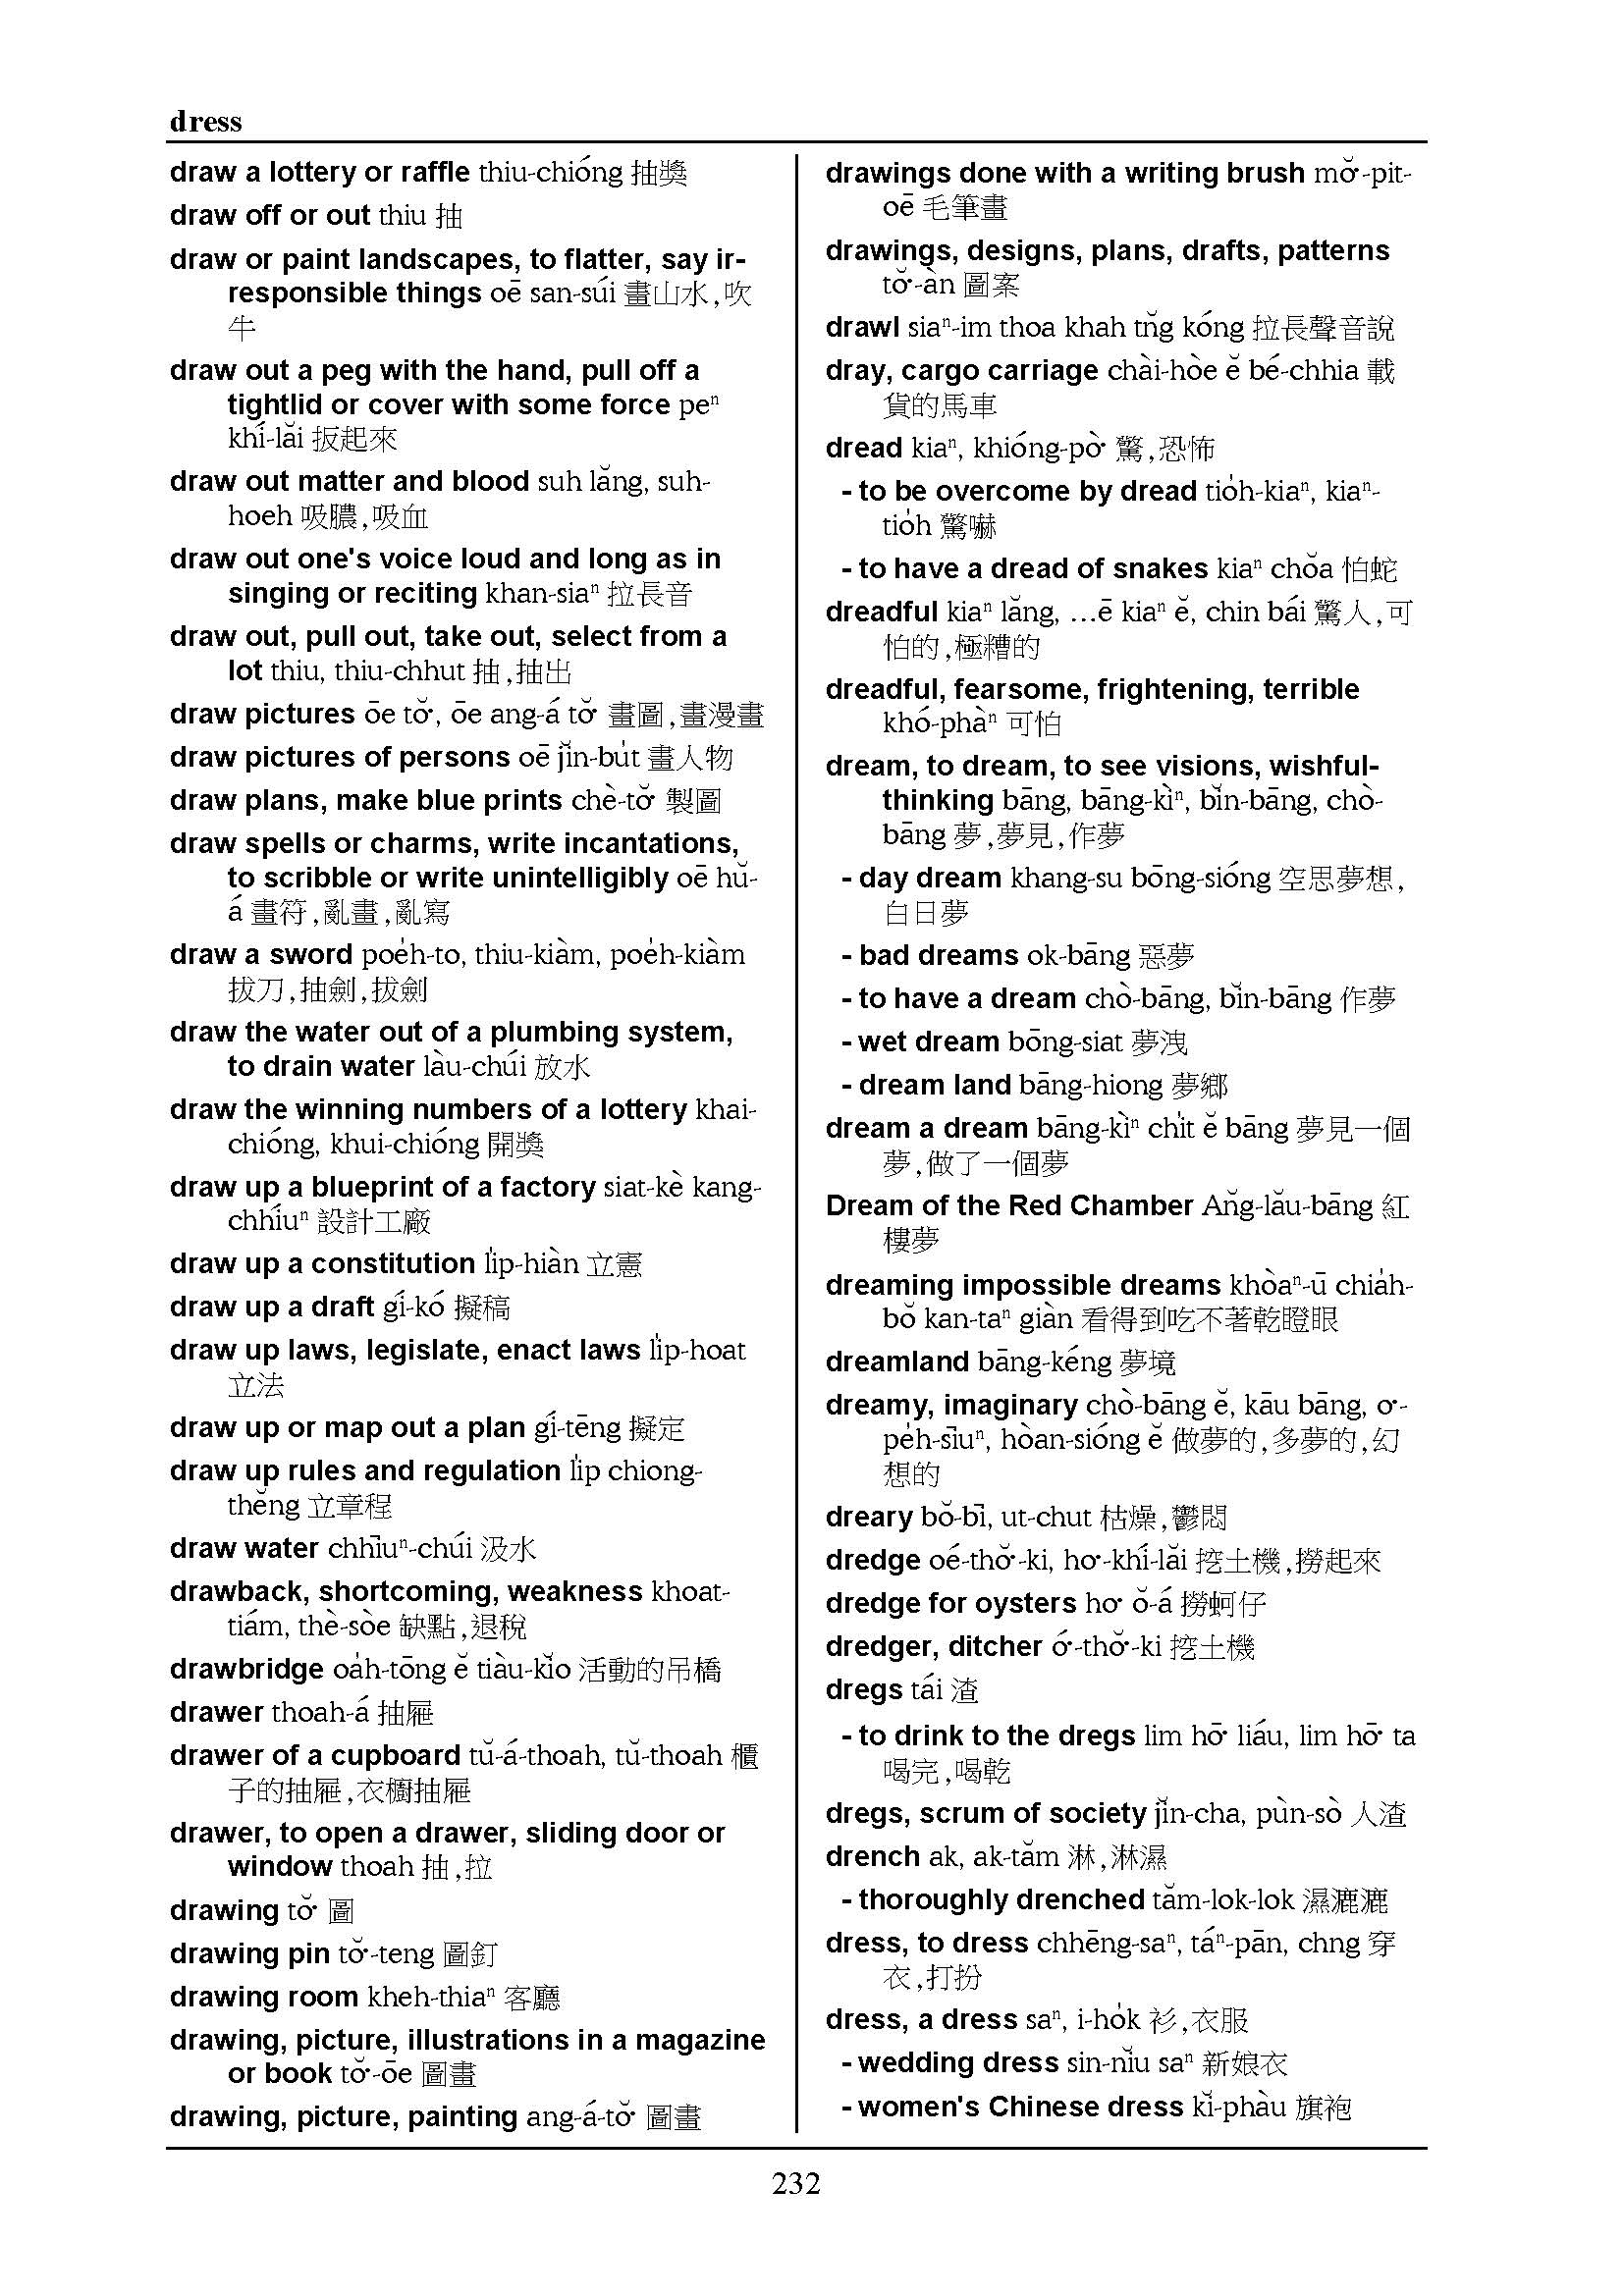 dress
draw a lottery or raffle thiu-chióng 抽獎
draw off or out thiu 抽
draw or paint landscapes, to flatter, say ir-
responsible things oē san-súi 畫山水,吹
牛
draw out a peg with the hand, pull off a
tightlid or cover with some force peⁿ
khí-lăi 扳起來
draw out matter and blood suh lăng, suh-
hoeh 吸膿,吸血
draw out one's voice loud and long as in
singing or reciting khan-siaⁿ 拉長音
draw out, pull out, take out, select from a
lot thiu, thiu-chhut 抽,抽出
draw pictures ōe tŏ͘, ōe ang-á tŏ͘ 畫圖,畫漫畫
draw pictures of persons oē jĭn-bu̍t 畫人物
draw plans, make blue prints chè-tŏ͘ 製圖
draw spells or charms, write incantations,
to scribble or write unintelligibly oē hŭ-
á 畫符,亂畫,亂寫
draw a sword poe̍h-to, thiu-kiàm, poe̍h-kiàm
拔刀,抽劍,拔劍
draw the water out of a plumbing system,
to drain water làu-chúi 放水
draw the winning numbers of a lottery khai-
chióng, khui-chióng 開獎
draw up a blueprint of a factory siat-kè kang-
chhíuⁿ 設計工廠
draw up a constitution li̍p-hiàn 立憲
draw up a draft gí-kó 擬稿
draw up laws, legislate, enact laws li̍p-hoat
立法
draw up or map out a plan gí-tēng 擬定
draw up rules and regulation li̍p chiong-
thĕng 立章程
draw water chhīuⁿ-chúi 汲水
drawback, shortcoming, weakness khoat-
tiám, thè-sòe 缺點,退稅
drawbridge oa̍h-tōng ĕ tiàu-kĭo 活動的吊橋
drawer thoah-á 抽屜
drawer of a cupboard tŭ-á-thoah, tŭ-thoah 櫃
子的抽屜,衣櫥抽屜
drawer, to open a drawer, sliding door or
window thoah 抽,拉
drawing tŏ͘ 圖
drawing pin tŏ͘-teng 圖釘
drawing room kheh-thiaⁿ 客廳
drawing, picture, illustrations in a magazine
or book tŏ͘-ōe 圖畫
drawing, picture, painting ang-á-tŏ͘ 圖畫
drawings done with a writing brush mŏ͘-pit-
oē 毛筆畫
drawings, designs, plans, drafts, patterns
tŏ͘-àn 圖案
drawl siaⁿ-im thoa khah tn̆g kóng 拉長聲音說
dray, cargo carriage chài-hòe ĕ bé-chhia 載
貨的馬車
dread kiaⁿ, khióng-pò͘ 驚,恐怖
- to be overcome by dread tio̍h-kiaⁿ, kiaⁿ-
tio̍h 驚嚇
- to have a dread of snakes kiaⁿ chŏa 怕蛇
dreadful kiaⁿ lăng, …ē kiaⁿ ĕ, chin bái 驚人,可
怕的,極糟的
dreadful, fearsome, frightening, terrible
khó-phàⁿ 可怕
dream, to dream, to see visions, wishful-
thinking bāng, bāng-kìⁿ, bĭn-bāng, chò-
bāng 夢,夢見,作夢
- day dream khang-su bōng-sióng 空思夢想,
白日夢
- bad dreams ok-bāng 惡夢
- to have a dream chò-bāng, bĭn-bāng 作夢
- wet dream bōng-siat 夢洩
- dream land bāng-hiong 夢鄉
dream a dream bāng-kìⁿ chi̍t ĕ bāng 夢見一個
夢,做了一個夢
Dream of the Red Chamber An̆g-lău-bāng 紅
樓夢
dreaming impossible dreams khòaⁿ-ū chia̍h-
bŏ kan-taⁿ giàn 看得到吃不著乾瞪眼
dreamland bāng-kéng 夢境
dreamy, imaginary chò-bāng ĕ, kāu bāng, o͘-
pe̍h-sīuⁿ, hòan-sióng ĕ 做夢的,多夢的,幻
想的
dreary bŏ-bī, ut-chut 枯燥,鬱悶
dredge oé-thŏ͘-ki, ho͘-khí-lăi 挖土機,撈起來
dredge for oysters ho͘ ŏ-á 撈蚵仔
dredger, ditcher ó͘-thŏ͘-ki 挖土機
dregs tái 渣
- to drink to the dregs lim hō͘ liáu, lim hō͘ ta
喝完,喝乾
dregs, scrum of society jĭn-cha, pùn-sò 人渣
drench ak, ak-tăm 淋,淋濕
- thoroughly drenched tăm-lok-lok 濕漉漉
dress, to dress chhēng-saⁿ, táⁿ-pān, chng 穿
衣,打扮
dress, a dress saⁿ, i-ho̍k 衫,衣服
- wedding dress sin-nĭu saⁿ 新娘衣
- women's Chinese dress kĭ-phàu 旗袍
232